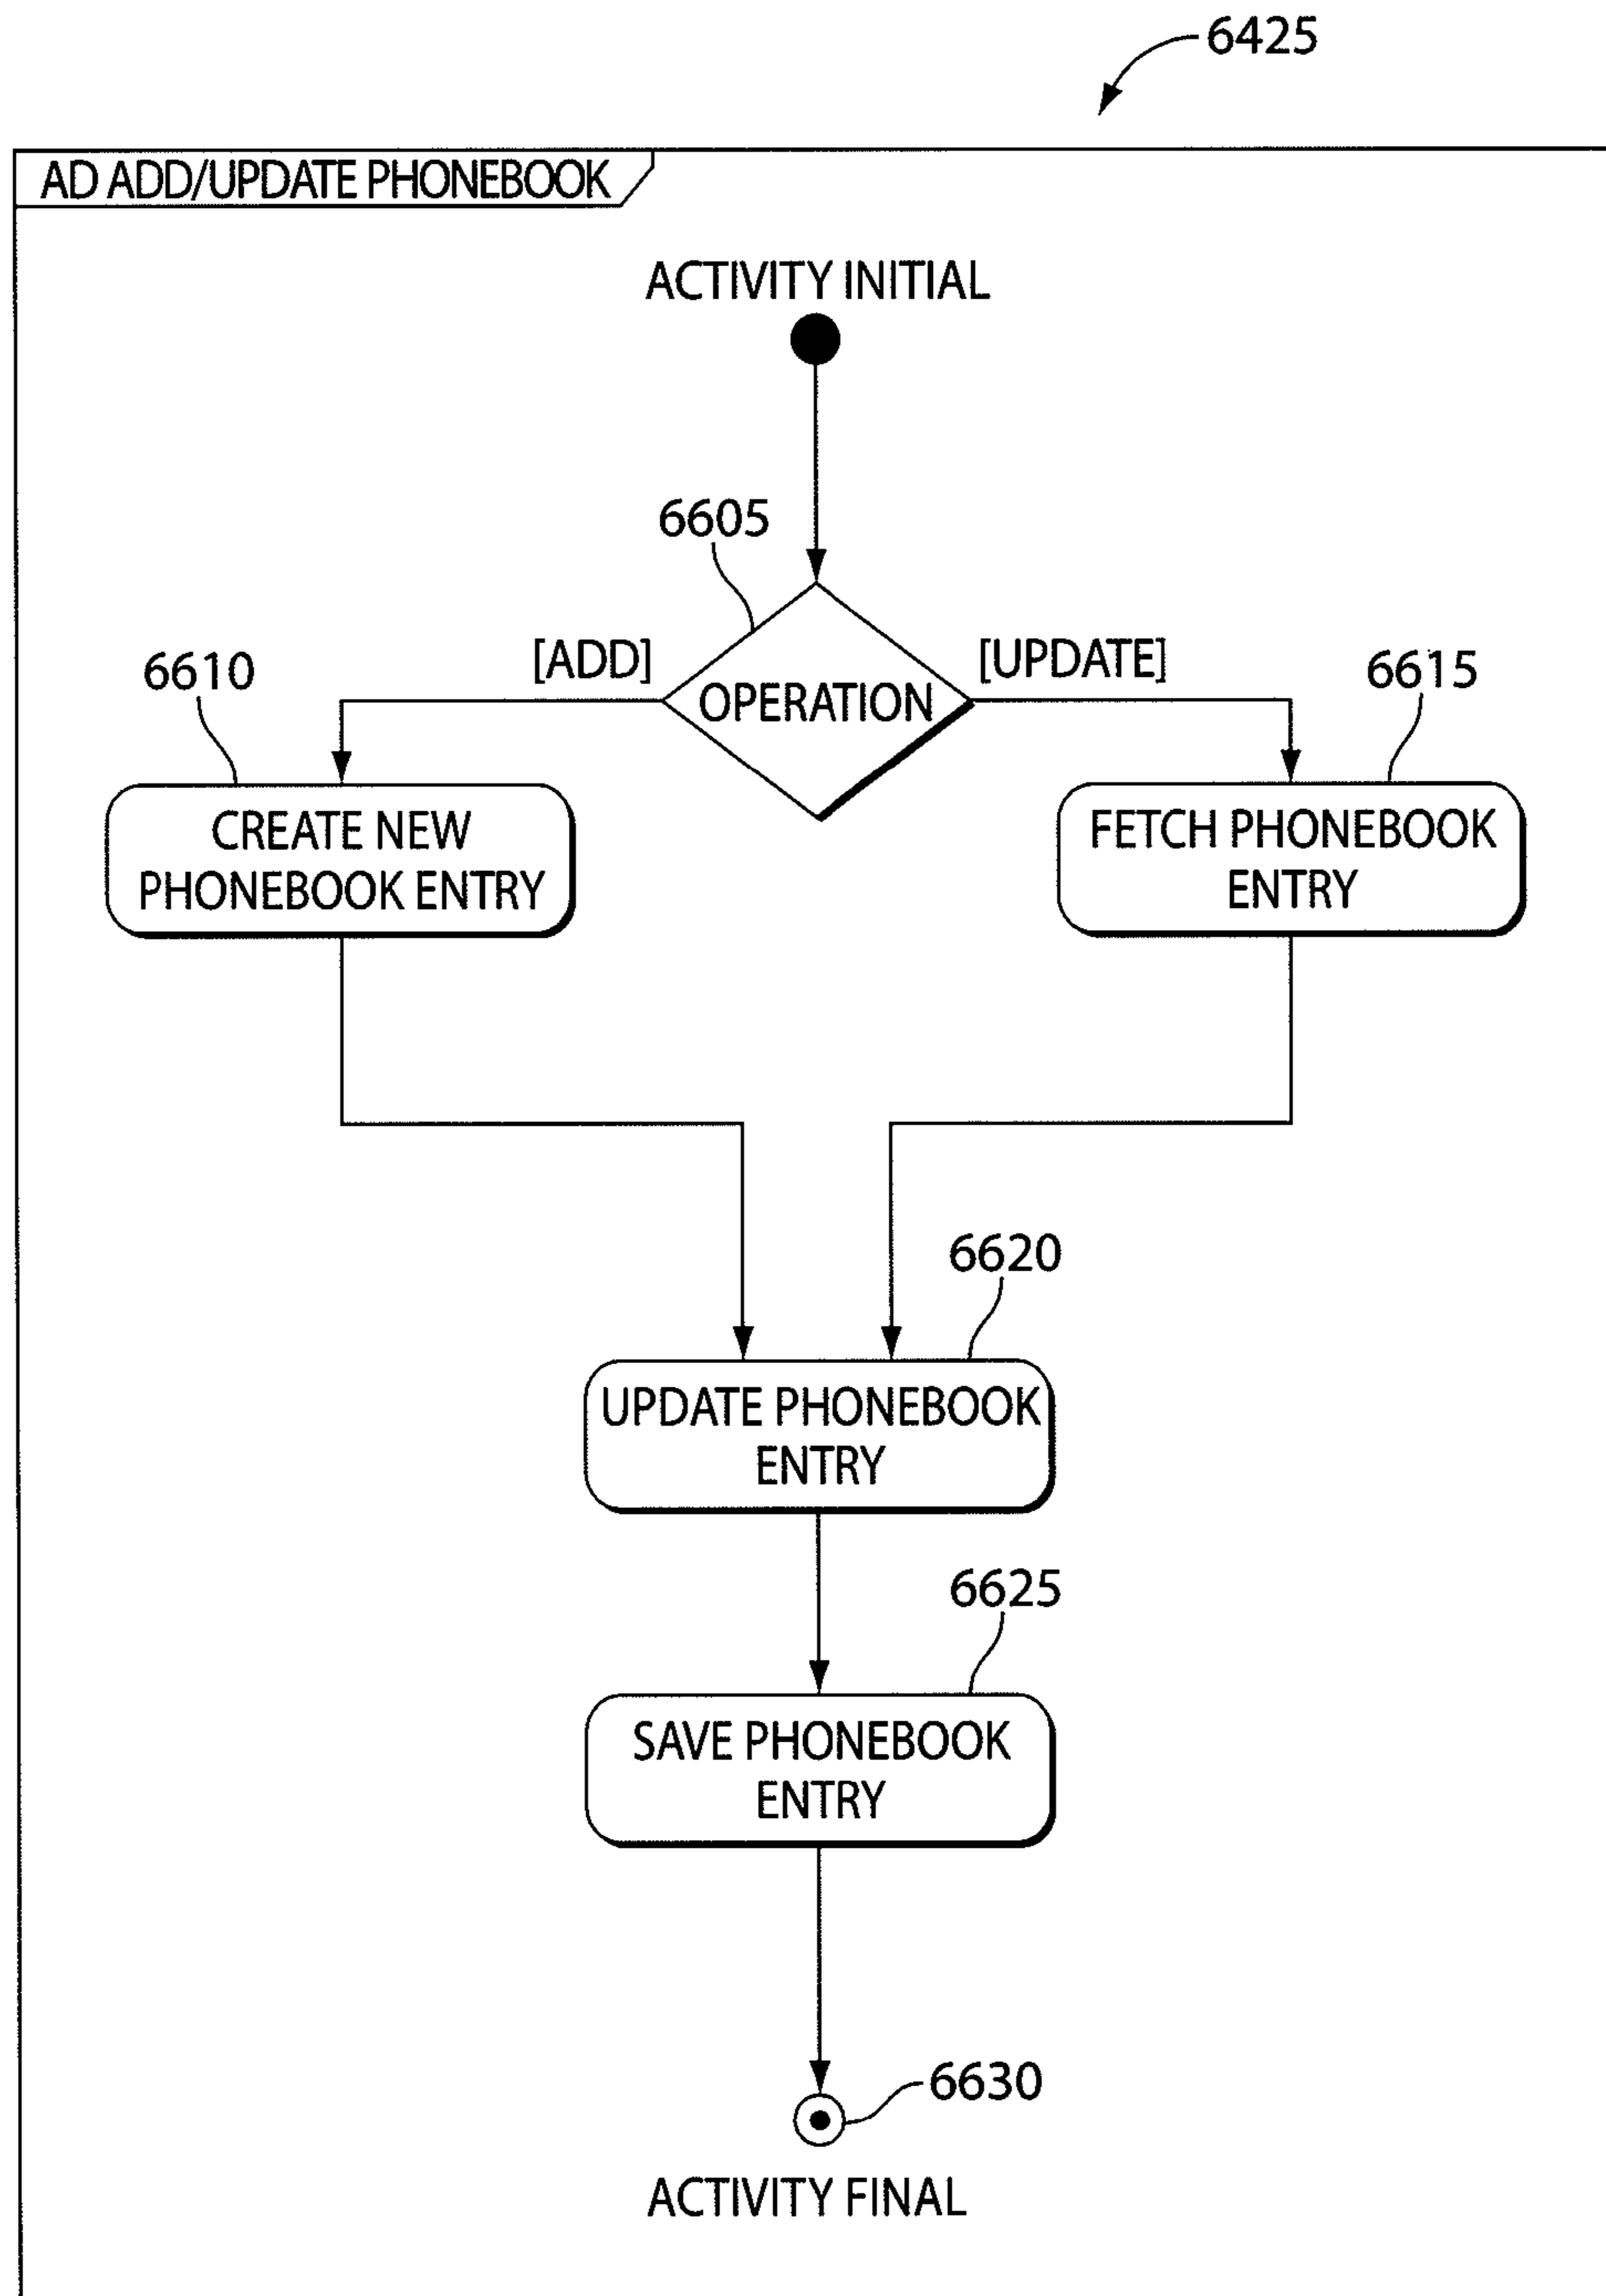 6425
AD ADD/UPDATE PHONEBOOK
ACTIVITY INITIAL
6605
[ADD]
[UPDATE]
6610
OPERATION
6615
CREATE NEW
PHONEBOOK ENTRY
FETCH PHONEBOOK
ENTRY
6620
UPDATE PHONEBOOK
ENTRY
6625
SAVE PHONEBOOK
ENTRY
6630
ACTIVITY FINAL